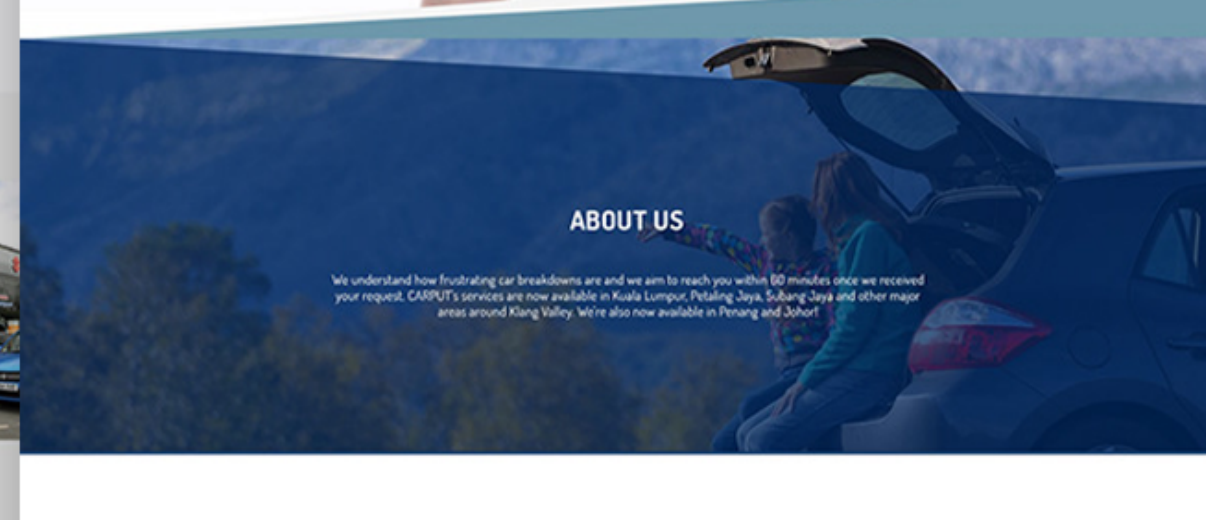 ABOUT US
We understand how frustrating car breakdowns are and we aim to reach you within 60 minutes once we received
your request. CARPUT's services are now available in Kuala Lumpur, Petaling Jaya, Subang Jaya and other major
areas around Klang Valley. We're also now available in Penang and Johor!